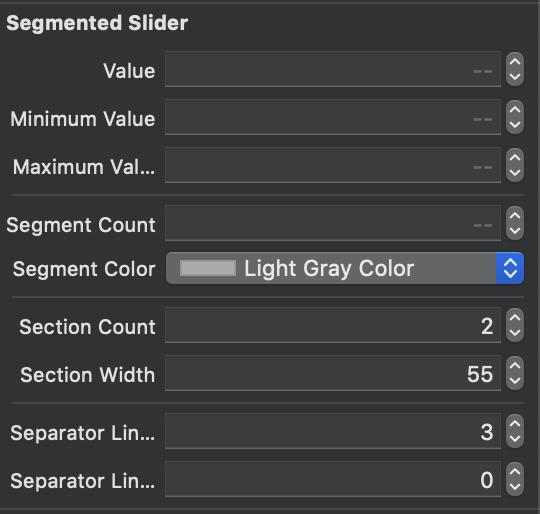 Segmented Slider
Value --
Minimum Value --
Maximum Val... --
Segment Count --
Segment Color Light Gray Color
Section Count 2
Section Width 55
Separator Lin... 3
Separator Lin... 0